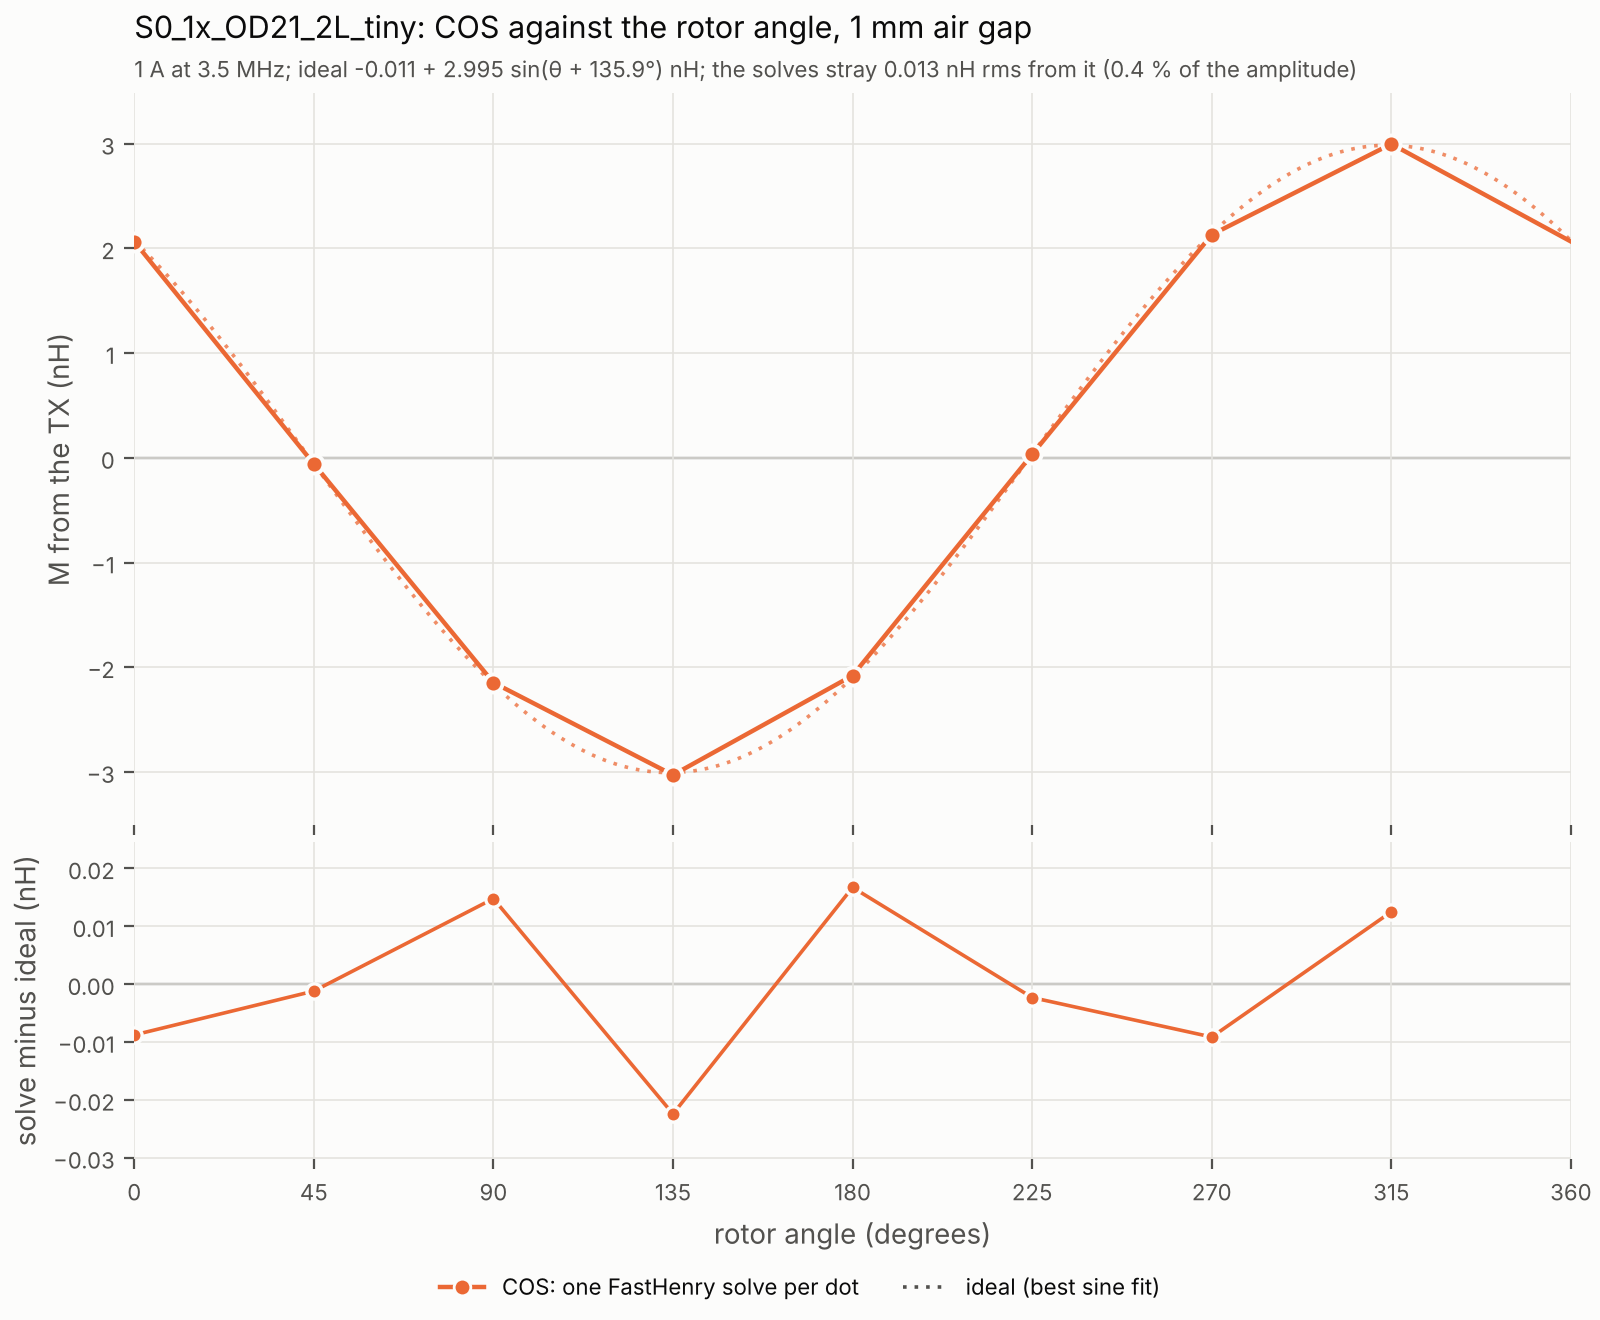 S0_1x_OD21_2L_tiny: COS against the rotor angle, 1 mm air gap
1 A at 3.5 MHz; ideal -0.011 + 2.995 sin(θ + 135.9°) nH; the solves stray 0.013 nH rms from it (0.4 % of the amplitude)
M from the TX (nH)
3
2
1
0
−1
−2
−3
solve minus ideal (nH)
0.02
0.01
0.00
−0.01
−0.02
−0.03
0 45 90 135 180 225 270 315 360
rotor angle (degrees)
COS: one FastHenry solve per dot ideal (best sine fit)